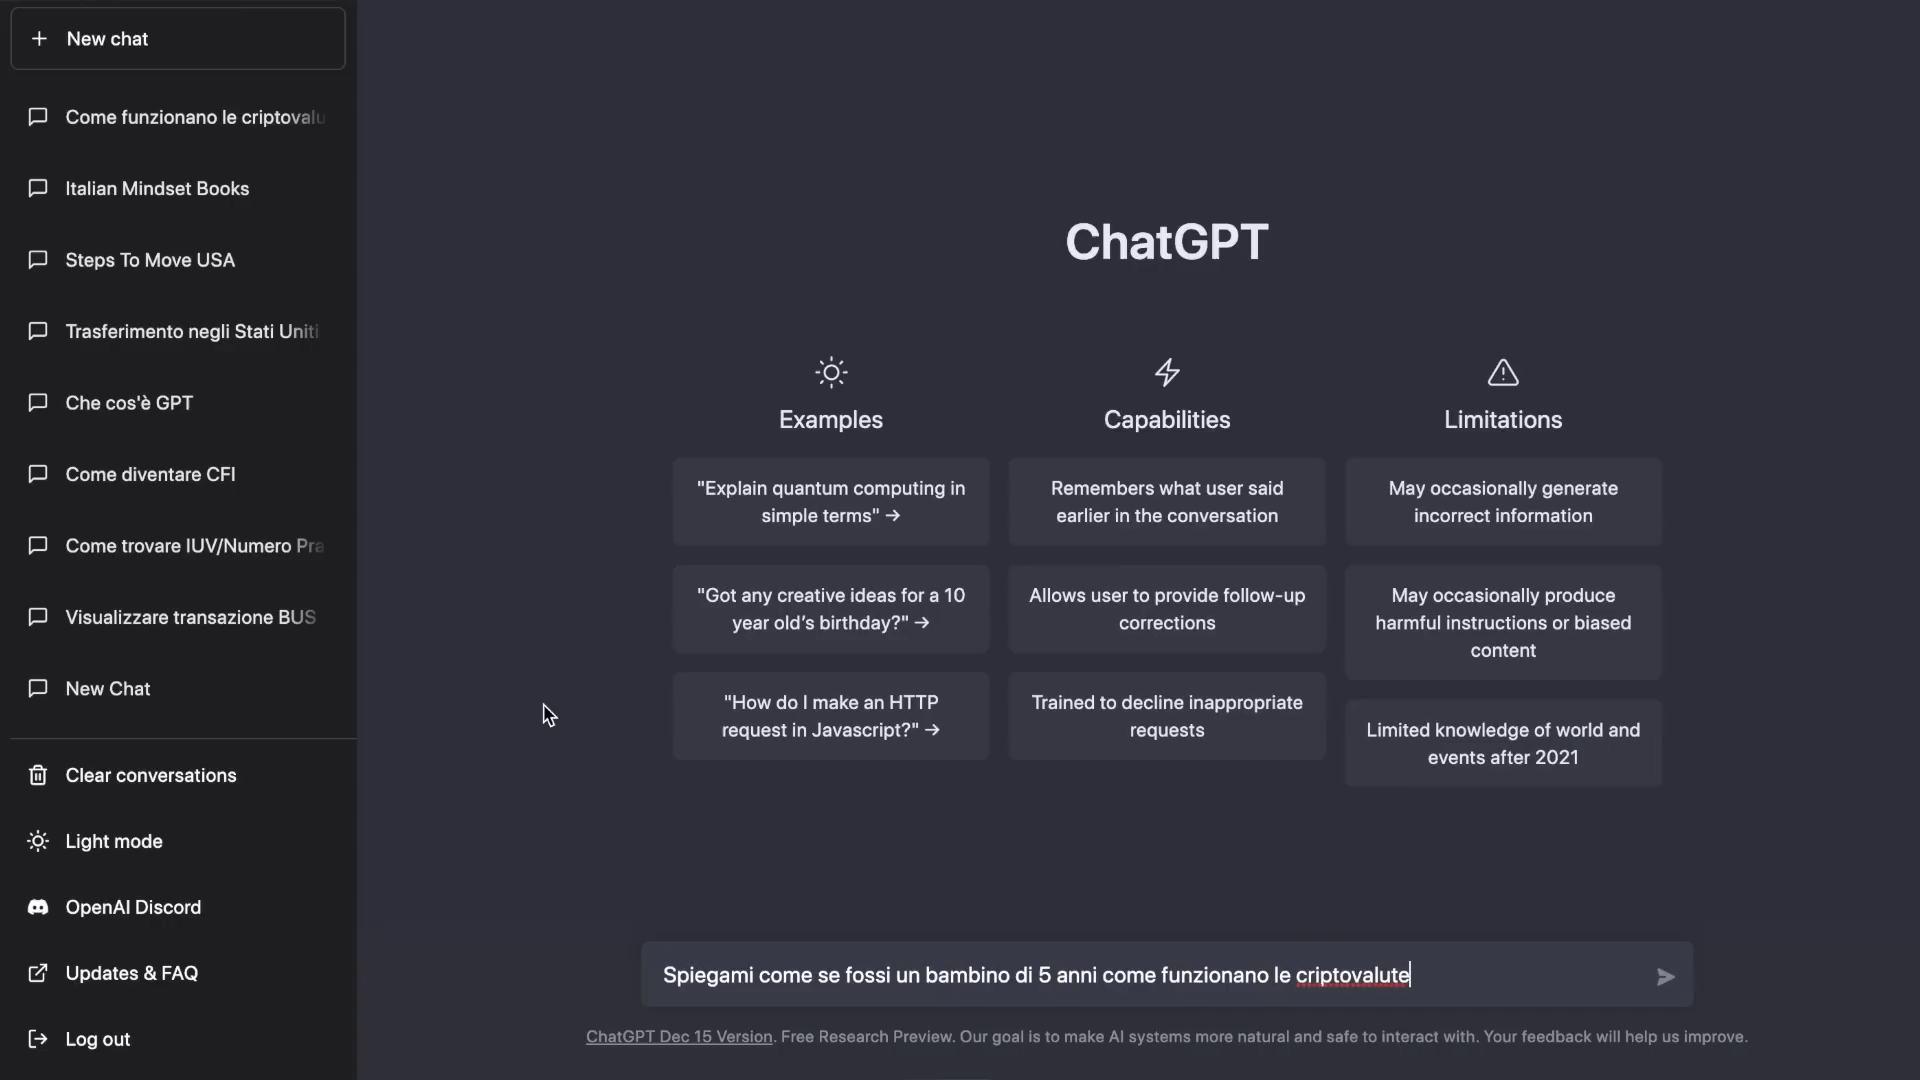 New chat
Come funzionano le criptovalu
Italian Mindset Books
Steps To Move USA
Trasferimento negli Stati Uniti
Che cos'è GPT
Come diventare CFI
Come trovare IUV/Numero Pra
Visualizzare transazione BUS
New Chat
Clear conversations
Light mode
OpenAI Discord
Updates & FAQ
Log out
ChatGPT
Examples
"Explain quantum computing in
simple terms" →
"Got any creative ideas for a 10
year old's birthday?" →
"How do I make an HTTP
request in Javascript?" →
Capabilities
Remembers what user said
earlier in the conversation
Allows user to provide follow-up
corrections
Trained to decline inappropriate
requests
Limitations
May occasionally generate
incorrect information
May occasionally produce
harmful instructions or biased
content
Limited knowledge of world and
events after 2021
Spiegami come se fossi un bambino di 5 anni come funzionano le criptovalute
ChatGPT Dec 15 Version. Free Research Preview. Our goal is to make AI systems more natural and safe to interact with. Your feedback will help us improve.